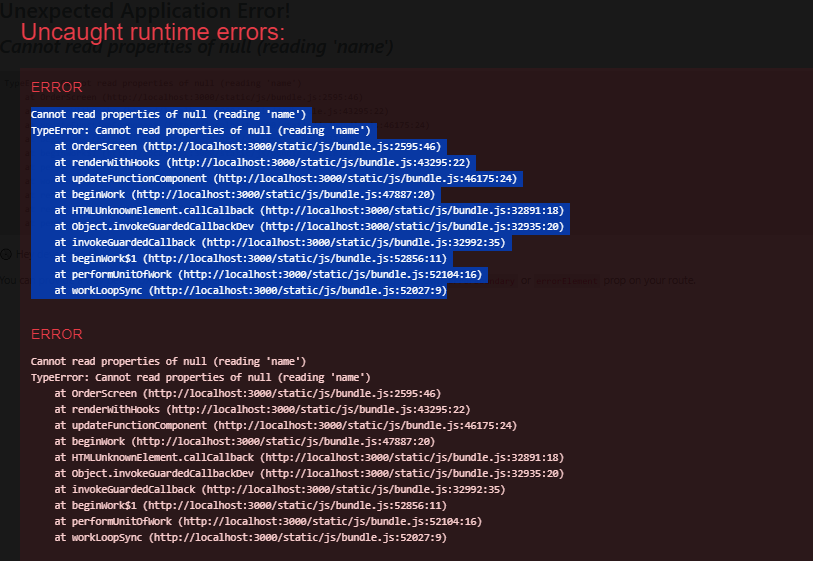 Unexpected Application Error!
Uncaught runtime errors:
Cannot read properties of null (reading 'name')
ERROR
Cannot read properties of null (reading 'name')
TypeError: Cannot read properties of null (reading 'name')
at OrderScreen (http://localhost:3000/static/js/bundle.js:2595:46)
at renderWithHooks (http://localhost:3000/static/js/bundle.js:43295:22)
at updateFunctionComponent (http://localhost:3000/static/js/bundle.js:46175:24)
at beginWork (http://localhost:3000/static/js/bundle.js:47887:20)
at HTMLUnknownElement.callCallback (http://localhost:3000/static/js/bundle.js:32891:18)
at Object.invokeGuardedCallbackDev (http://localhost:3000/static/js/bundle.js:32935:20)
at invokeGuardedCallback (http://localhost:3000/static/js/bundle.js:32992:35)
at beginWork$1 (http://localhost:3000/static/js/bundle.js:52856:11)
at performUnitOfWork (http://localhost:3000/static/js/bundle.js:52104:16)
or errorElement prop on your route.
at workLoopSync (http://localhost:3000/static/js/bundle.js:52027:9)
ERROR
Cannot read properties of null (reading 'name')
TypeError: Cannot read properties of null (reading 'name')
at OrderScreen (http://localhost:3000/static/js/bundle.js:2595:46)
at renderWithHooks (http://localhost:3000/static/js/bundle.js:43295:22)
at updateFunctionComponent (http://localhost:3000/static/js/bundle.js:46175:24)
at beginWork (http://localhost:3000/static/js/bundle.js:47887:20)
at HTMLUnknownElement.callCallback (http://localhost:3000/static/js/bundle.js:32891:18)
at Object.invokeGuardedCallbackDev (http://localhost:3000/static/js/bundle.js:32935:20)
at invokeGuardedCallback (http://localhost:3000/static/js/bundle.js:32992:35)
at beginWork$1 (http://localhost:3000/static/js/bundle.js:52856:11)
at performUnitOfWork (http://localhost:3000/static/js/bundle.js:52104:16)
at workLoopSync (http://localhost:3000/static/js/bundle.js:52027:9)